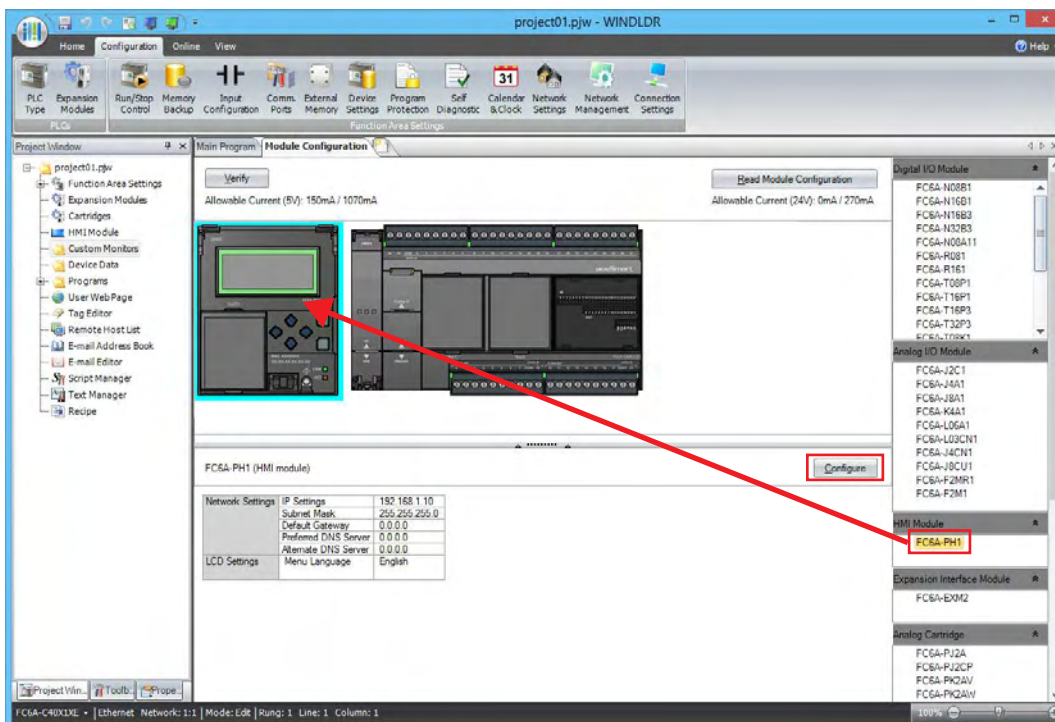 project01.pjw - WINDLDR
Home Configuration Online View Help
PLC Type Expansion Modules Run/Stop Control Memory Backup Input Configuration Comm. Ports External Memory Device Settings Program Protection Self Diagnostic 31 Calendar & Clock Network Settings Network Management Connection Settings
PLCs Function Area Settings
Project Window
project01.pjw
Function Area Settings
Expansion Modules
Cartridges
HMI Module
Custom Monitors
Device Data
Programs
User Web Page
Tag Editor
Remote Host List
E-mail Address Book
E-mail Editor
Script Manager
Text Manager
Recipe
Project Win... Toolb... Prope...
Main Program Module Configuration
Verify Read Module Configuration
Allowable Current (5V): 150mA / 1070mA Allowable Current (24V): 0mA / 270mA
FC6A-PH1 (HMI module) Configure
Network Settings IP Settings 192.168.1.10
Subnet Mask 255.255.255.0
Default Gateway 0.0.0.0
Preferred DNS Server 0.0.0.0
Alternate DNS Server 0.0.0.0
LCD Settings Menu Language English
Digital I/O Module
FC6A-N08B1
FC6A-N16B1
FC6A-N16B3
FC6A-N32B3
FC6A-N08A11
FC6A-R081
FC6A-R161
FC6A-T08P1
FC6A-T16P1
FC6A-T16P3
FC6A-T32P3
FC6A-T08K1
Analog I/O Module
FC6A-J2C1
FC6A-J4A1
FC6A-J8A1
FC6A-K4A1
FC6A-L06A1
FC6A-L03CN1
FC6A-J4CN1
FC6A-J8CU1
FC6A-F2MR1
FC6A-F2M1
HMI Module
FC6A-PH1
Expansion Interface Module
FC6A-EXM2
Analog Cartridge
FC6A-PJ2A
FC6A-PJ2CP
FC6A-PK2AV
FC6A-PK2AW
FC6A-C40X1XE Ethernet Network: 1:1 Mode: Edit Rung: 1 Line: 1 Column: 1 100%